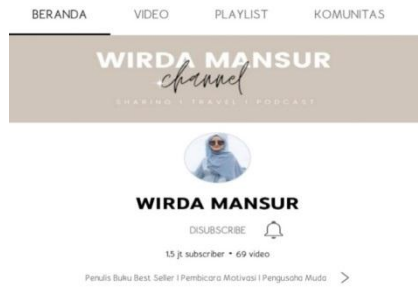 BERANDA VIDEO PLAYLIST KOMUNITAS
WIRDA MANSUR
channel
SHARING I TRAVEL I PODCAST
WIRDA MANSUR
DISUBSCRIBE
1.5 jt subscriber • 69 video
Penulis Buku Best Seller I Pembicara Motivasi I Pengusaha Muda >